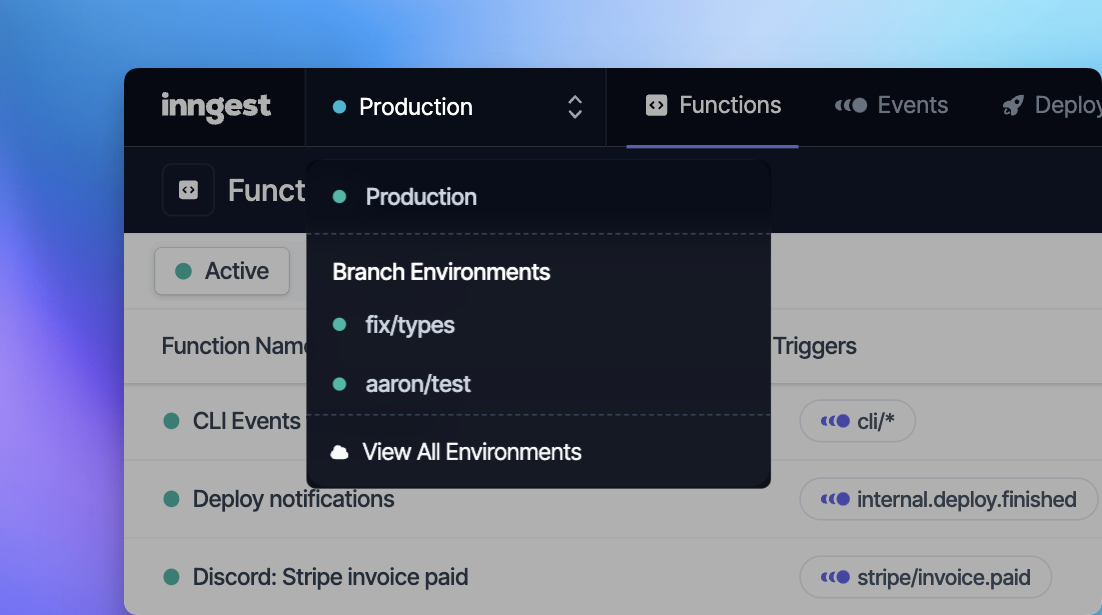 inngest
Production
Functions
Events
Deploy
Funct
Production
Branch Environments
fix/types
aaron/test
View All Environments
Active
Function Name
Triggers
CLI Events
cli/*
Deploy notifications
internal.deploy.finished
Discord: Stripe invoice paid
stripe/invoice.paid